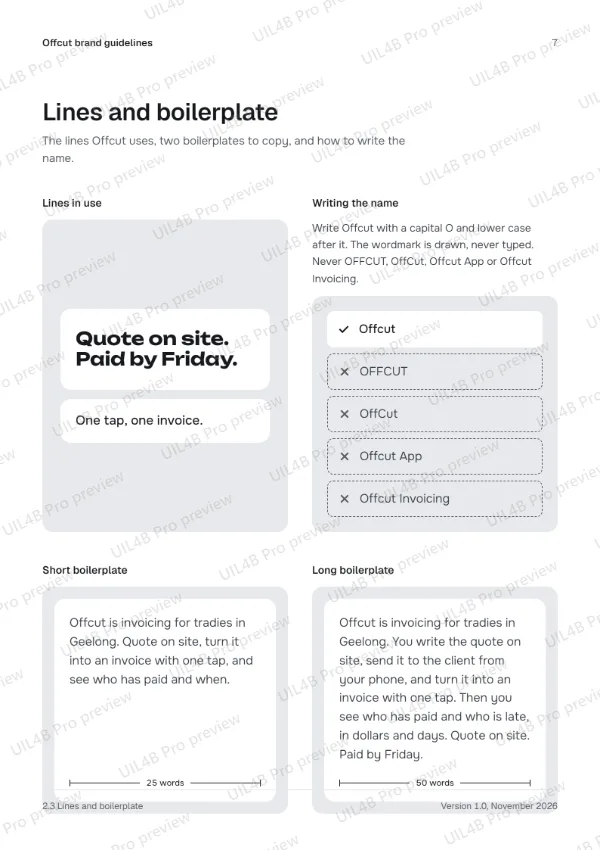 Offcut brand guidelines
7
Lines and boilerplate
The lines Offcut uses, two boilerplates to copy, and how to write the
name.
Lines in use
Quote on site.
Paid by Friday.
One tap, one invoice.
Writing the name
Write Offcut with a capital O and lower case
after it. The wordmark is drawn, never typed.
Never OFFCUT, OffCut, Offcut App or Offcut
Invoicing.
Offcut
OFFCUT
OffCut
Offcut App
Offcut Invoicing
Short boilerplate
Offcut is invoicing for tradies in
Geelong. Quote on site, turn it
into an invoice with one tap, and
see who has paid and when.
25 words
Long boilerplate
Offcut is invoicing for tradies in
Geelong. You write the quote on
site, send it to the client from
your phone, and turn it into an
invoice with one tap. Then you
see who has paid and who is late,
in dollars and days. Quote on site.
Paid by Friday.
50 words
2.3 Lines and boilerplate
Version 1.0, November 2026
UIL4B Pro preview